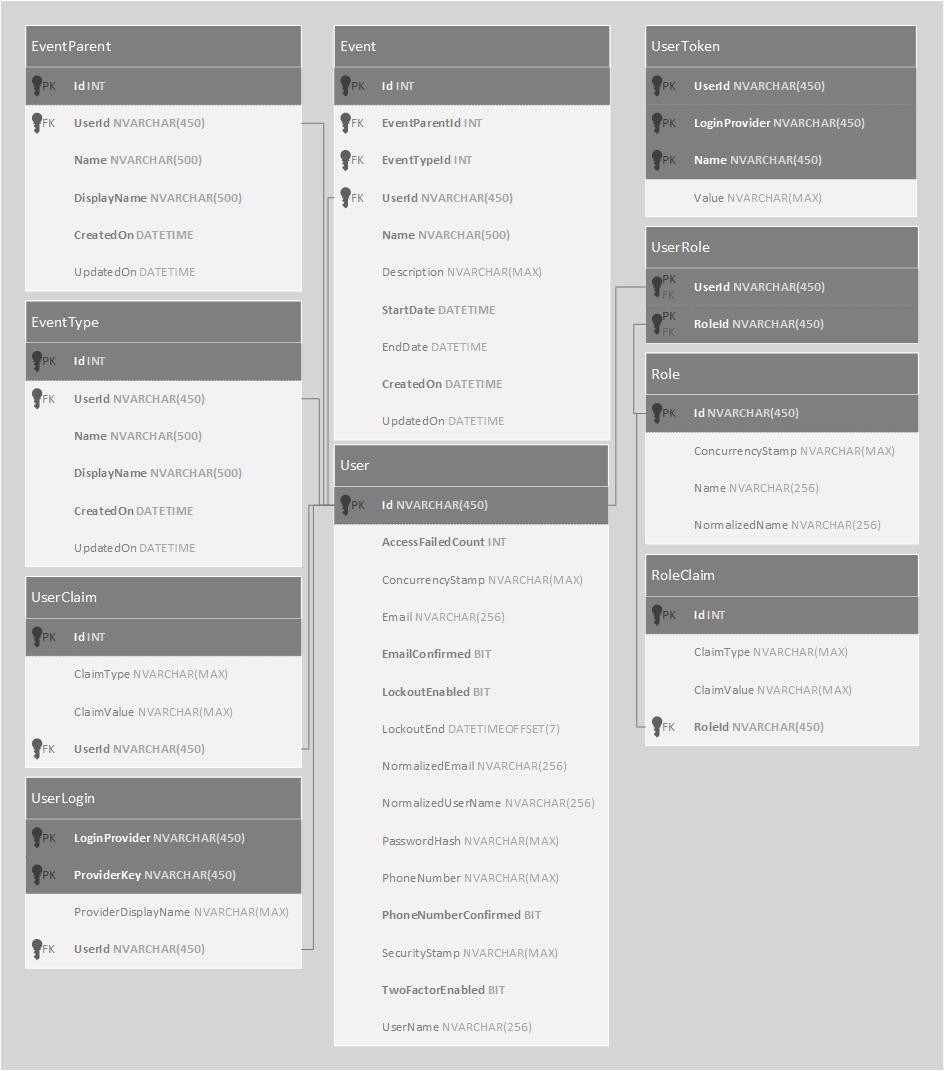 EventParent
PK Id INT
FK UserId NVARCHAR(450)
Name NVARCHAR(500)
DisplayName NVARCHAR(500)
CreatedOn DATETIME
UpdatedOn DATETIME
EventType
PK Id INT
FK UserId NVARCHAR(450)
Name NVARCHAR(500)
DisplayName NVARCHAR(500)
CreatedOn DATETIME
UpdatedOn DATETIME
UserClaim
PK Id INT
ClaimType NVARCHAR(MAX)
ClaimValue NVARCHAR(MAX)
FK UserId NVARCHAR(450)
UserLogin
PK LoginProvider NVARCHAR(450)
PK ProviderKey NVARCHAR(450)
ProviderDisplayName NVARCHAR(MAX)
FK UserId NVARCHAR(450)
Event
PK Id INT
FK EventParentId INT
FK EventTypeId INT
FK UserId NVARCHAR(450)
Name NVARCHAR(500)
Description NVARCHAR(MAX)
StartDate DATETIME
EndDate DATETIME
CreatedOn DATETIME
UpdatedOn DATETIME
User
PK Id NVARCHAR(450)
AccessFailedCount INT
ConcurrencyStamp NVARCHAR(MAX)
Email NVARCHAR(256)
EmailConfirmed BIT
LockoutEnabled BIT
LockoutEnd DATETIMEOFFSET(7)
NormalizedEmail NVARCHAR(256)
NormalizedUserName NVARCHAR(256)
PasswordHash NVARCHAR(MAX)
PhoneNumber NVARCHAR(MAX)
PhoneNumberConfirmed BIT
SecurityStamp NVARCHAR(MAX)
TwoFactorEnabled BIT
UserName NVARCHAR(256)
UserToken
PK UserId NVARCHAR(450)
PK LoginProvider NVARCHAR(450)
PK Name NVARCHAR(450)
Value NVARCHAR(MAX)
UserRole
PK
FK UserId NVARCHAR(450)
PK
FK RoleId NVARCHAR(450)
Role
PK Id NVARCHAR(450)
ConcurrencyStamp NVARCHAR(MAX)
Name NVARCHAR(256)
NormalizedName NVARCHAR(256)
RoleClaim
PK Id INT
ClaimType NVARCHAR(MAX)
ClaimValue NVARCHAR(MAX)
FK RoleId NVARCHAR(450)